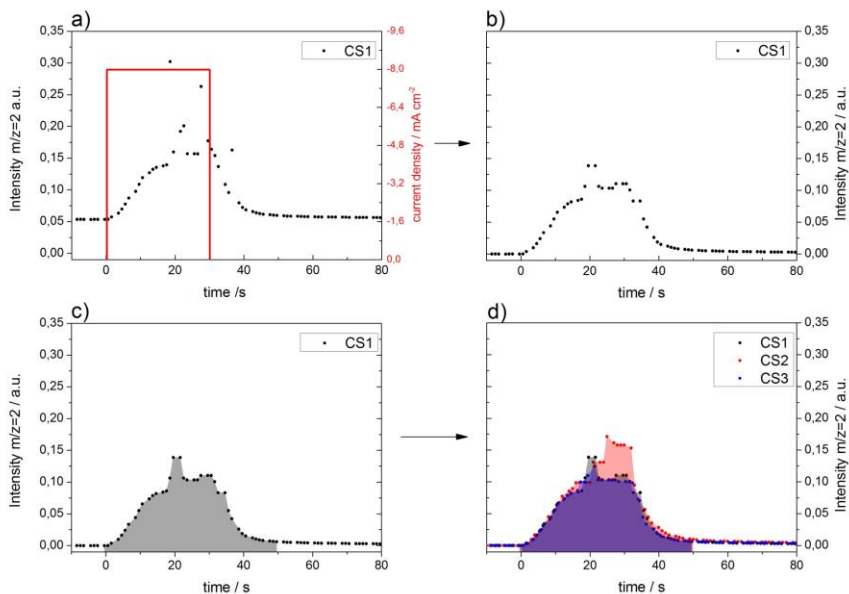 a)
0,35
0,30
0,25
0,20
0,15
0,10
0,05
0,00
Intensity m/z=2 a.u.
CS1
-9,6
-8,0
-6,4
-4,8
-3,2
-1,6
0,0
current density / mA cm⁻²
0 20 40 60 80
time /s
b)
CS1
0,35
0,30
0,25
0,20
0,15
0,10
0,05
0,00
Intensity m/z=2 / a.u.
0 20 40 60 80
time / s
c)
0,35
0,30
0,25
0,20
0,15
0,10
0,05
0,00
Intensity m/z=2 / a.u.
CS1
0 20 40 60 80
time / s
d)
CS1
CS2
CS3
0,35
0,30
0,25
0,20
0,15
0,10
0,05
0,00
Intensity m/z=2 / a.u.
0 20 40 60 80
time / s